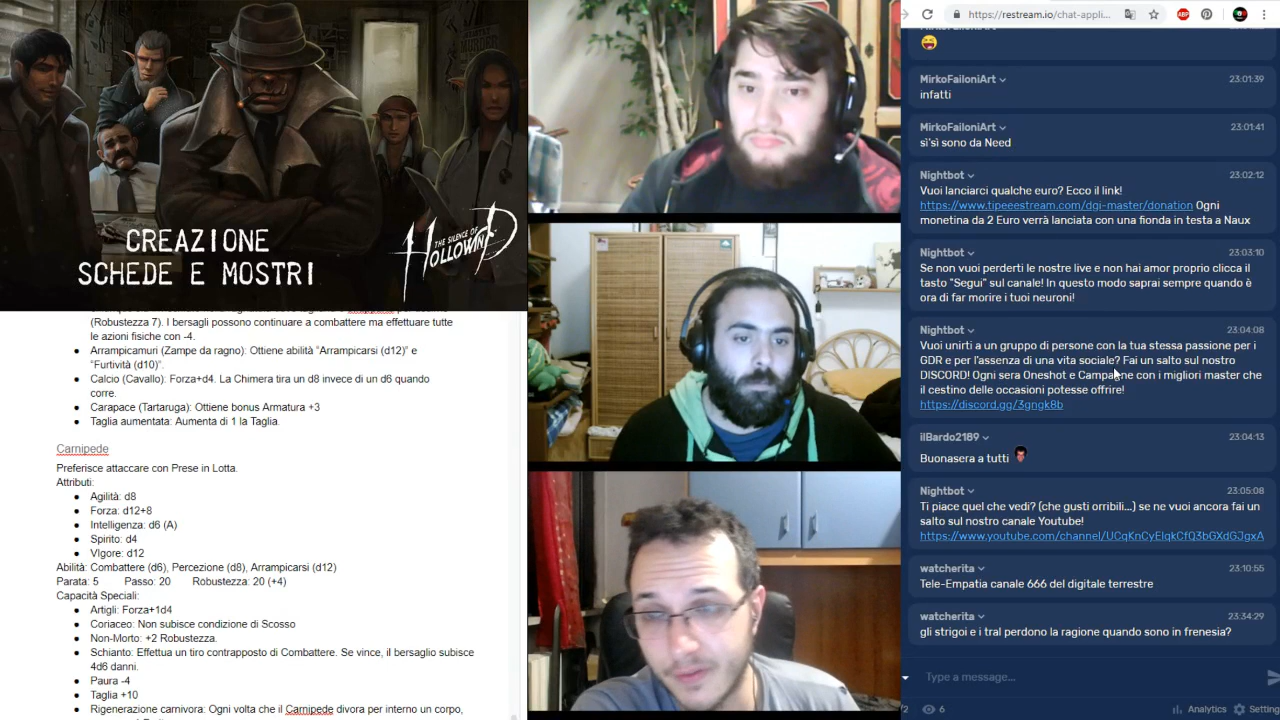 CREAZIONE
SCHEDE E MOSTRI
THE SILENCE OF
HOLLOWIND
(Robustezza 7). I bersagli possono continuare a combattere ma effettuare tutte
le azioni fisiche con -4.
● Arrampicamuri (Zampe da ragno): Ottiene abilità “Arrampicarsi (d12)” e
“Furtività (d10)”.
● Calcio (Cavallo): Forza+d4. La Chimera tira un d8 invece di un d6 quando
corre.
● Carapace (Tartaruga): Ottiene bonus Armatura +3
● Taglia aumentata: Aumenta di 1 la Taglia.
Carnipede
Preferisce attaccare con Prese in Lotta.
Attributi:
● Agilità: d8
● Forza: d12+8
● Intelligenza: d6 (A)
● Spirito: d4
● VIgore: d12
Abilità: Combattere (d6), Percezione (d8), Arrampicarsi (d12)
Parata: 5 Passo: 20 Robustezza: 20 (+4)
Capacità Speciali:
● Artigli: Forza+1d4
● Coriaceo: Non subisce condizione di Scosso
● Non-Morto: +2 Robustezza.
● Schianto: Effettua un tiro contrapposto di Combattere. Se vince, il bersaglio subisce
4d6 danni.
● Paura -4
● Taglia +10
● Rigenerazione carnivora: Ogni volta che il Carnipede divora per interno un corpo,
https://restream.io/chat-appli...
ABP
MirkoFailoniArt 23:01:39
infatti
MirkoFailoniArt 23:01:41
sì'sì sono da Need
Nightbot 23:02:12
Vuoi lanciarci qualche euro? Ecco il link!
https://www.tipeeestream.com/dgi-master/donation Ogni
monetina da 2 Euro verrà lanciata con una fionda in testa a Naux
Nightbot 23:03:10
Se non vuoi perderti le nostre live e non hai amor proprio clicca il
tasto "Segui" sul canale! In questo modo saprai sempre quando è
ora di far morire i tuoi neuroni!
Nightbot 23:04:08
Vuoi unirti a un gruppo di persone con la tua stessa passione per i
GDR e per l'assenza di una vita sociale? Fai un salto sul nostro
DISCORD! Ogni sera Oneshot e Campagne con i migliori master che
il cestino delle occasioni potesse offrire!
https://discord.gg/3gngk8b
ilBardo2189 23:04:13
Buonasera a tutti
Nightbot 23:05:08
Ti piace quel che vedi? (che gusti orribili...) se ne vuoi ancora fai un
salto sul nostro canale Youtube!
https://www.youtube.com/channel/UCqKnCyElqkCfQ3bGXdGJgxA
watcherita 23:10:55
Tele-Empatia canale 666 del digitale terrestre
watcherita 23:34:29
gli strigoi e i tral perdono la ragione quando sono in frenesia?
Type a message...
6 Analytics Setting